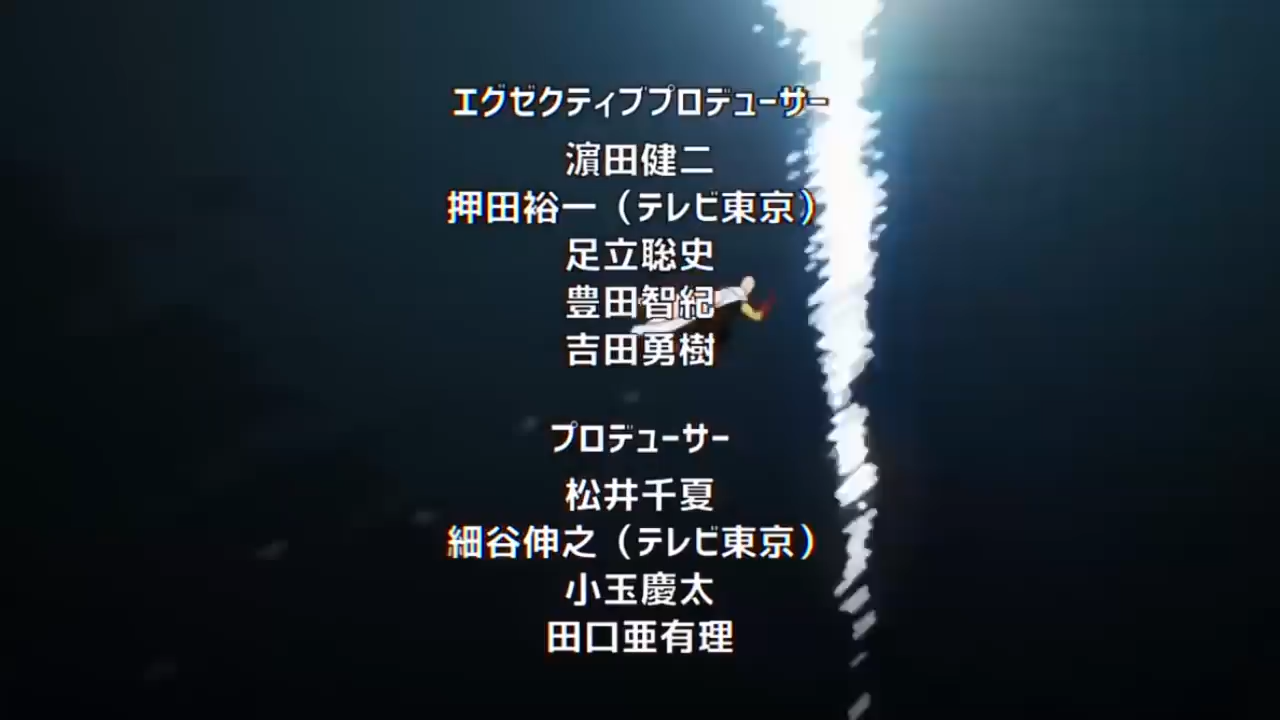 エグゼクティブプロデューサー
濵田健二
押田裕一（テレビ東京）
足立聡史
豊田智紀
吉田勇樹
プロデューサー
松井千夏
細谷伸之（テレビ東京）
小玉慶太
田口亜有理